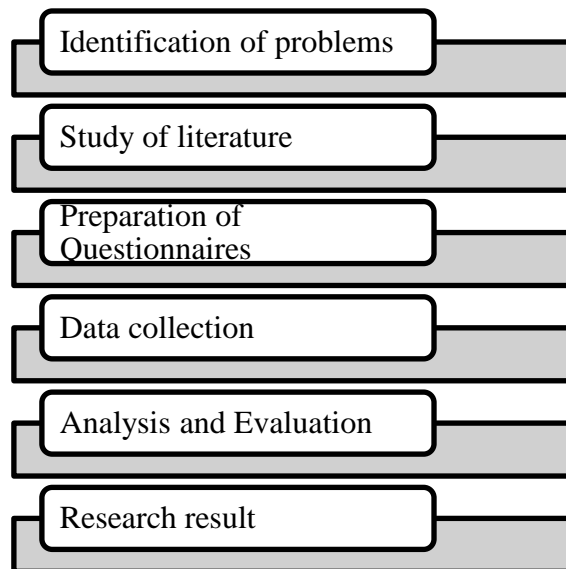 Identification of problems
Study of literature
Preparation of
Questionnaires
Data collection
Analysis and Evaluation
Research result